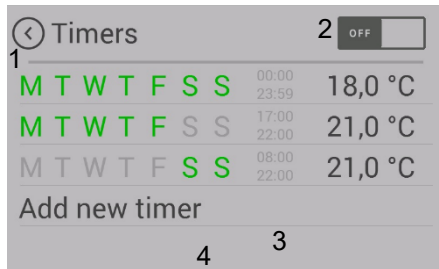 Timers 2 OFF
1
M T W T F S S 00:00 23:59 18,0 °C
M T W T F S S 17:00 22:00 21,0 °C
M T W T F S S 08:00 22:00 21,0 °C
Add new timer
3
4